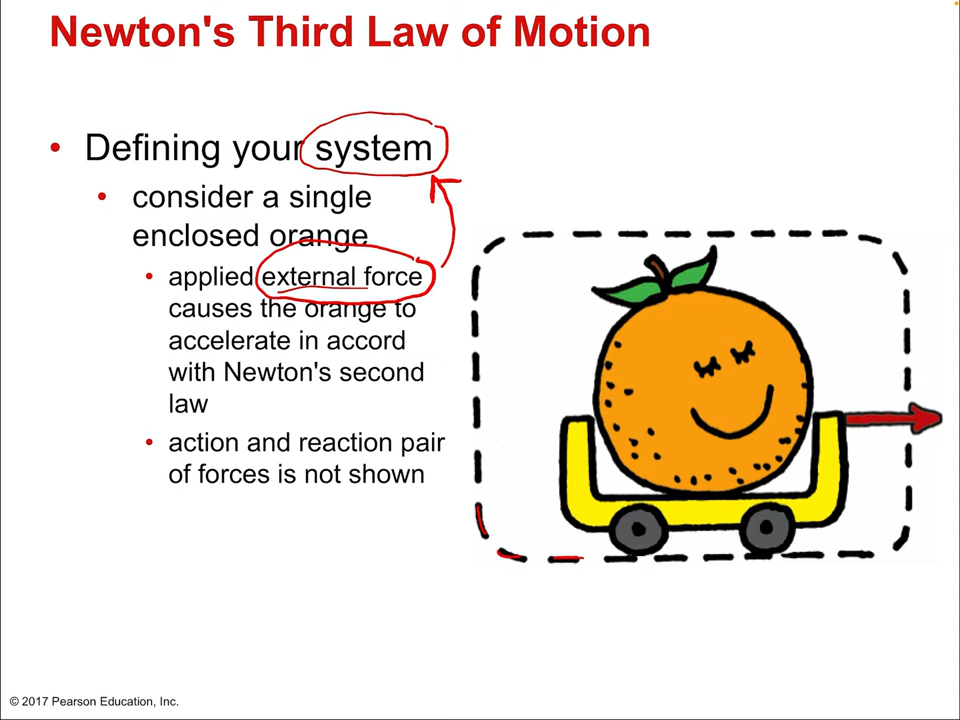 Newton's Third Law of Motion
• Defining your system
• consider a single
enclosed orange
• applied external force
causes the orange to
accelerate in accord
with Newton's second
law
• action and reaction pair
of forces is not shown
© 2017 Pearson Education, Inc.